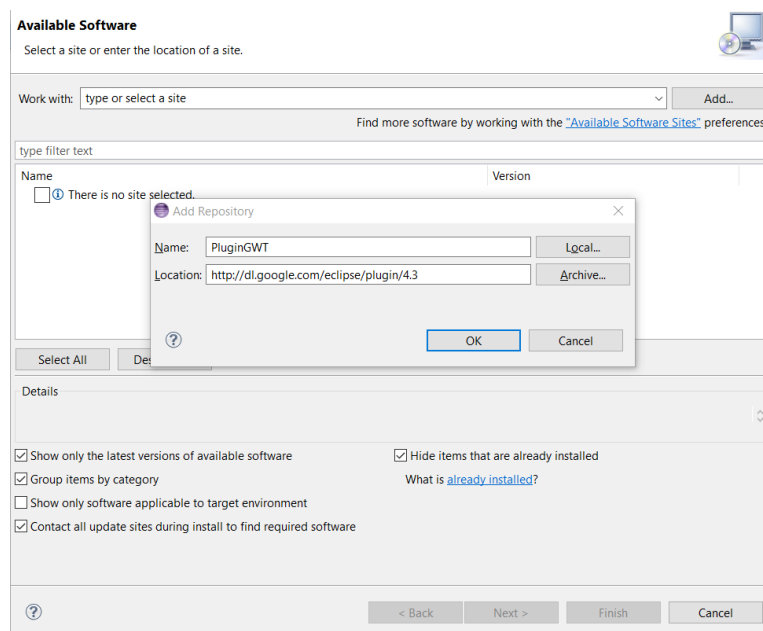 Available Software
Select a site or enter the location of a site.
Work with: type or select a site Add...
Find more software by working with the "Available Software Sites" preferences
type filter text
Name Version
There is no site selected.
Add Repository
Name: PluginGWT Local...
Location: http://dl.google.com/eclipse/plugin/4.3 Archive...
OK Cancel
Select All
Details
Show only the latest versions of available software Hide items that are already installed
Group items by category What is already installed?
Show only software applicable to target environment
Contact all update sites during install to find required software
< Back Next > Finish Cancel